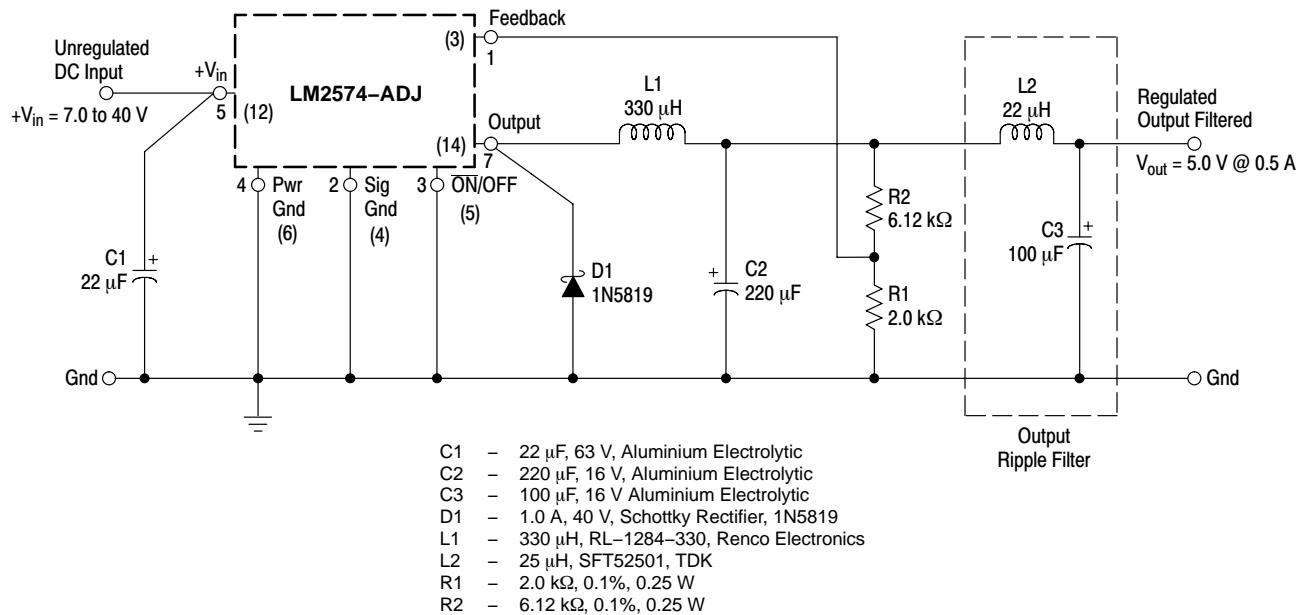 Feedback
(3)
1
Unregulated
DC Input
+Vin
LM2574–ADJ
+Vin = 7.0 to 40 V
5
(12)
Output
(14)
7
L1
330 μH
L2
22 μH
Regulated
Output Filtered
Vout = 5.0 V @ 0.5 A
4
Pwr
Gnd
(6)
2
Sig
Gnd
(4)
3
ON/OFF
(5)
R2
6.12 kΩ
C1
22 μF
+
D1
1N5819
C2
220 μF
+
R1
2.0 kΩ
C3
100 μF
+
Gnd
Gnd
Output
Ripple Filter
C1 – 22 μF, 63 V, Aluminium Electrolytic
C2 – 220 μF, 16 V, Aluminium Electrolytic
C3 – 100 μF, 16 V Aluminium Electrolytic
D1 – 1.0 A, 40 V, Schottky Rectifier, 1N5819
L1 – 330 μH, RL–1284–330, Renco Electronics
L2 – 25 μH, SFT52501, TDK
R1 – 2.0 kΩ, 0.1%, 0.25 W
R2 – 6.12 kΩ, 0.1%, 0.25 W